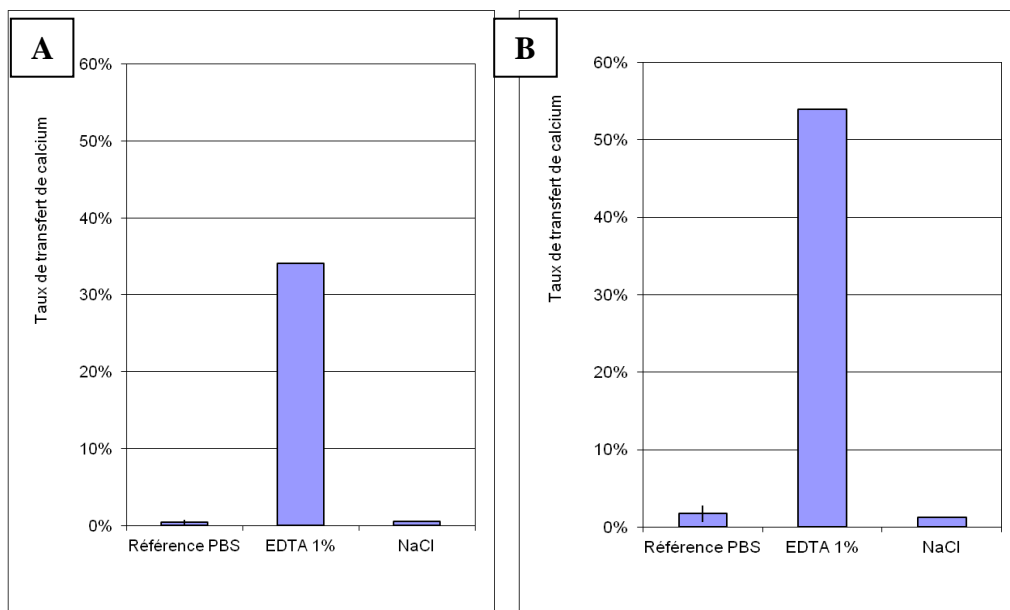 A
Taux de transfert de calcium
60%
50%
40%
30%
20%
10%
0%
Référence PBS
EDTA 1%
NaCl
B
Taux de transfert de calcium
60%
50%
40%
30%
20%
10%
0%
Référence PBS
EDTA 1%
NaCl